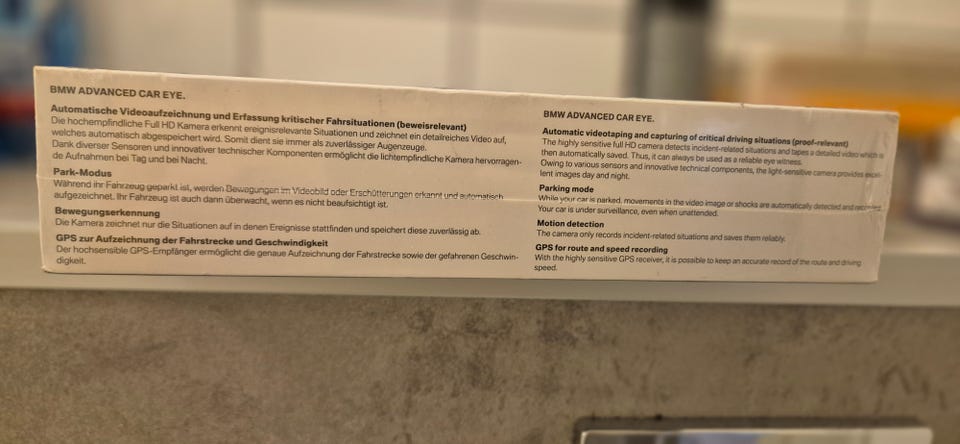 BMW ADVANCED CAR EYE.
Automatische Videoaufzeichnung und Erfassung kritischer Fahrsituationen (beweisrelevant)
Die hochempfindliche Full HD Kamera erkennt ereignisrelevante Situationen und zeichnet ein detailreiches Video auf,
welches automatisch abgespeichert wird. Somit dient sie immer als zuverlässiger Augenzeuge.
Dank diverser Sensoren und innovativer technischer Komponenten ermöglicht die lichtempfindliche Kamera hervorragen-
de Aufnahmen bei Tag und bei Nacht.
Park-Modus
Während ihr Fahrzeug geparkt ist, werden Bewegungen im Videobild oder Erschütterungen erkannt und automatisch
aufgezeichnet. Ihr Fahrzeug ist auch dann überwacht, wenn es nicht beaufsichtigt ist.
Bewegungserkennung
Die Kamera zeichnet nur die Situationen auf in denen Ereignisse stattfinden und speichert diese zuverlässig ab.
GPS zur Aufzeichnung der Fahrstrecke und Geschwindigkeit
Der hochsensible GPS-Empfänger ermöglicht die genaue Aufzeichnung der Fahrstrecke sowie der gefahrenen Geschwin-
digkeit.
BMW ADVANCED CAR EYE.
Automatic videotaping and capturing of critical driving situations (proof-relevant)
The highly sensitive full HD camera detects incident-related situations and tapes a detailed video which is
then automatically saved. Thus, it can always be used as a reliable eye witness.
Owing to various sensors and innovative technical components, the light-sensitive camera provides excel-
lent images day and night.
Parking mode
While your car is parked, movements in the video image or shocks are automatically detected and recorded.
Your car is under surveillance, even when unattended.
Motion detection
The camera only records incident-related situations and saves them reliably.
GPS for route and speed recording
With the highly sensitive GPS receiver, it is possible to keep an accurate record of the route and driving
speed.